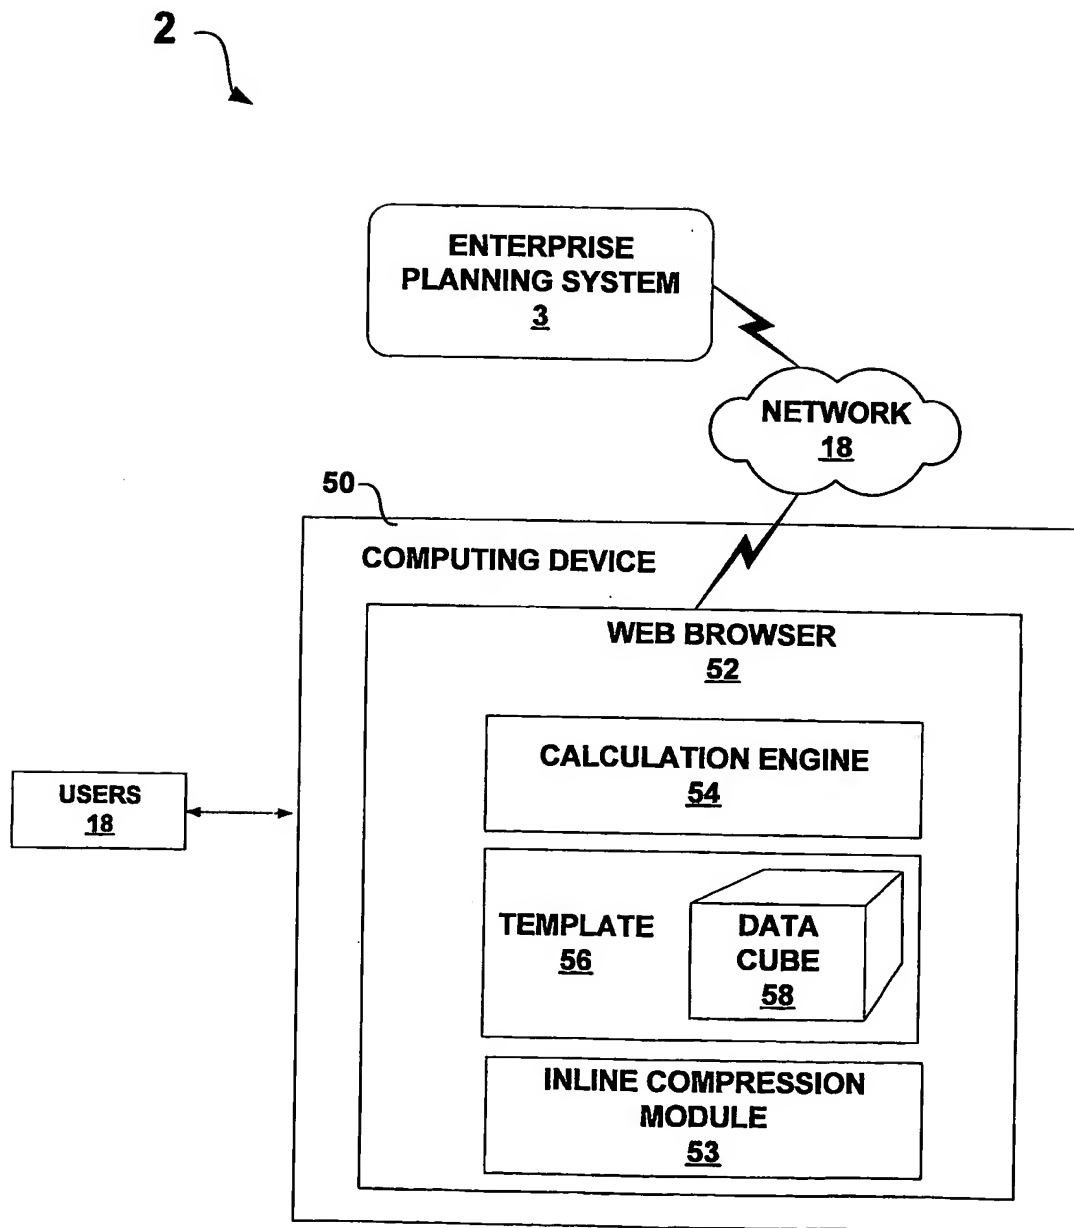 2
ENTERPRISE
PLANNING SYSTEM
3
NETWORK
18
50
COMPUTING DEVICE
WEB BROWSER
52
CALCULATION ENGINE
54
USERS
18
TEMPLATE
56
DATA
CUBE
58
INLINE COMPRESSION
MODULE
53